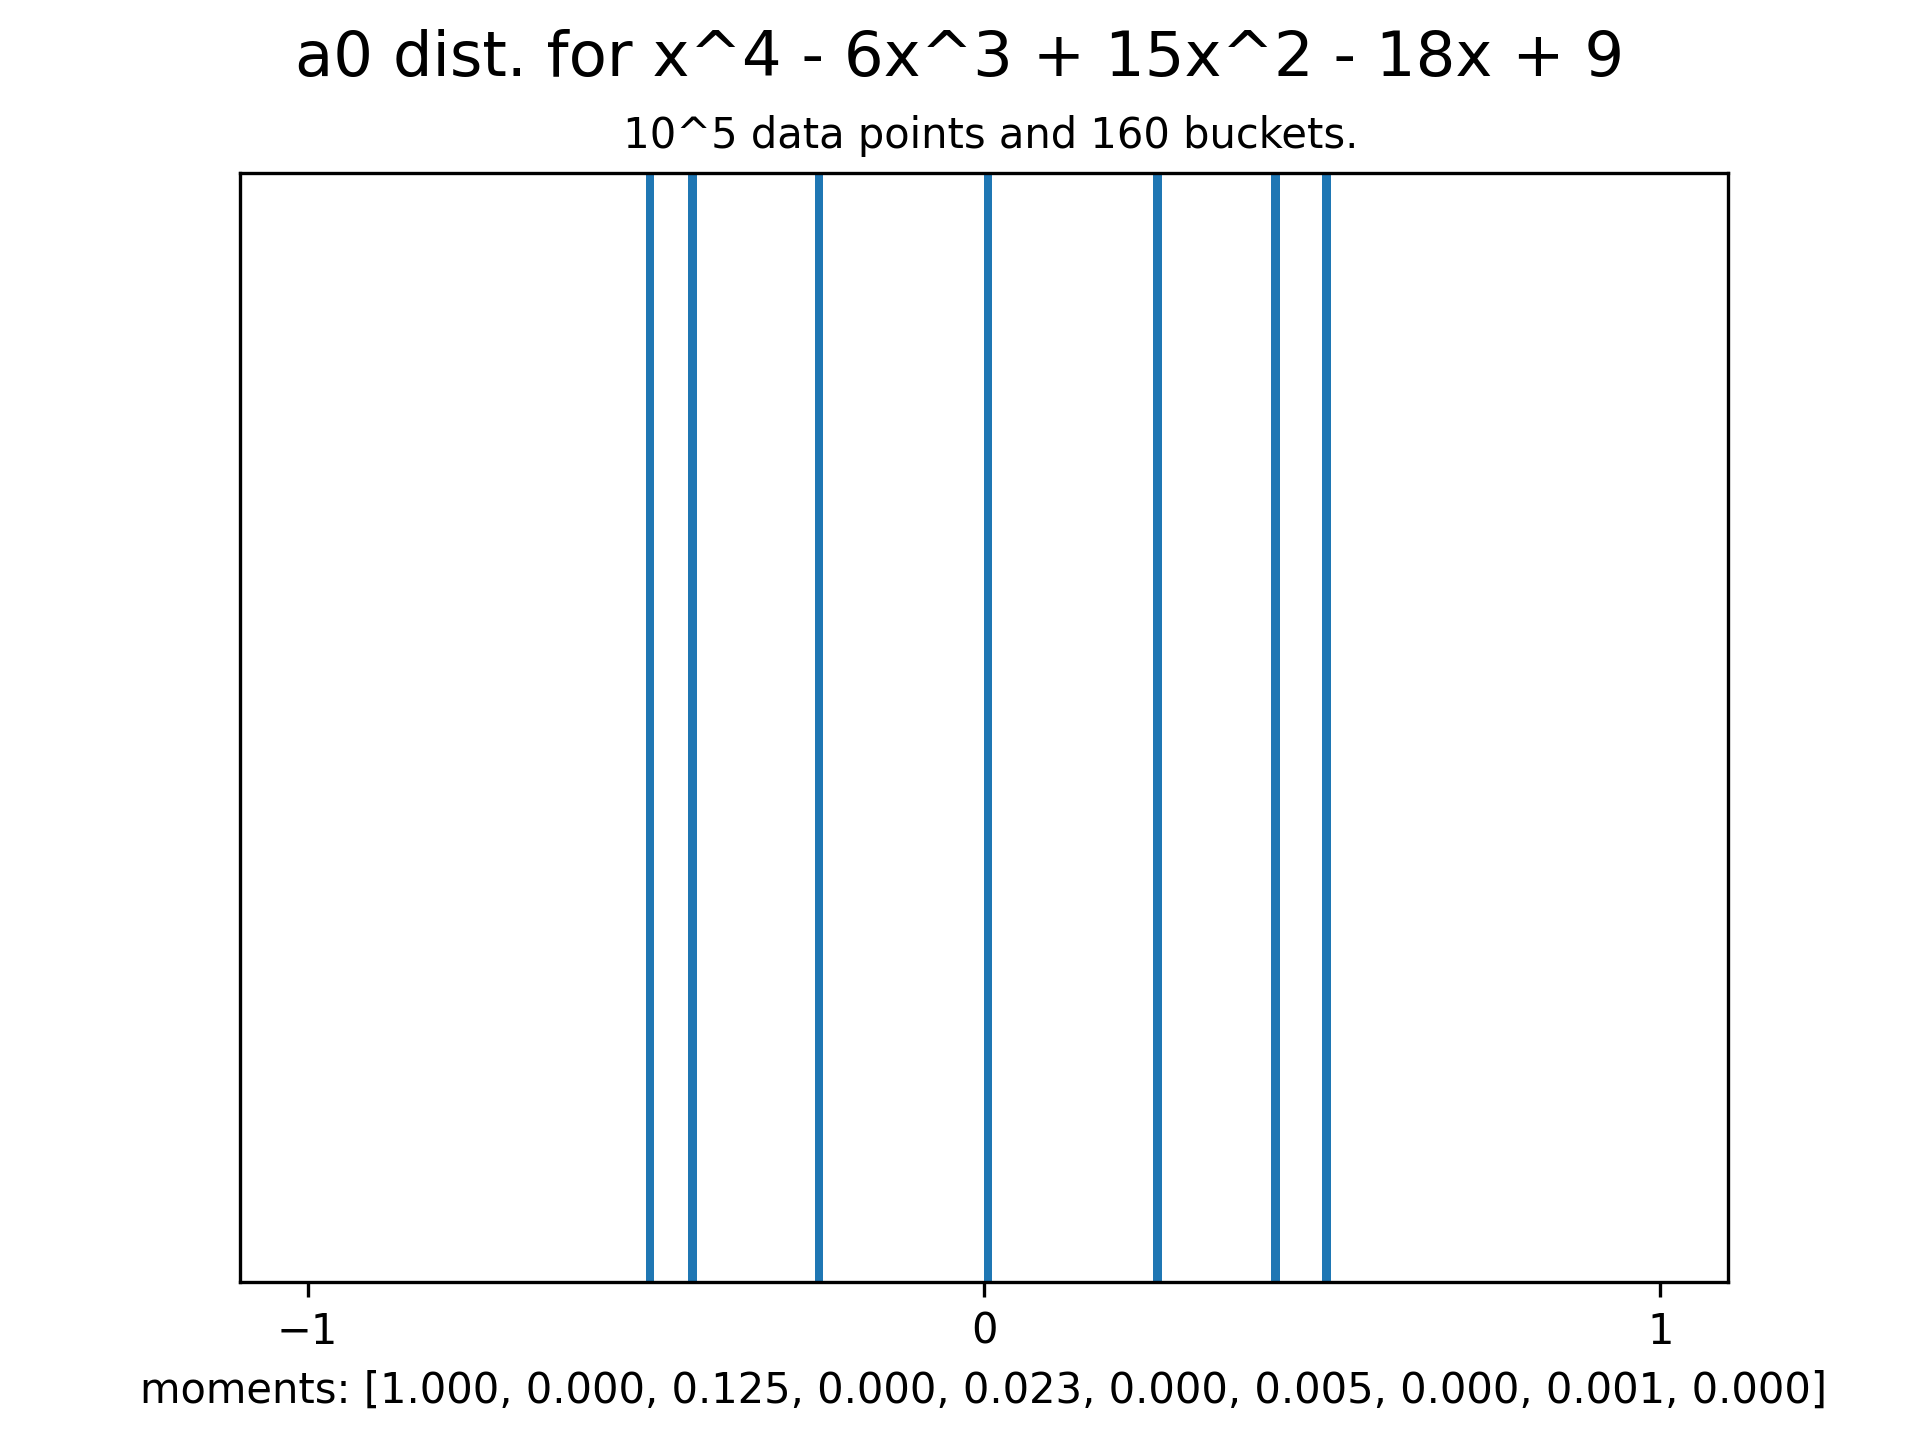 a0 dist. for x^4 - 6x^3 + 15x^2 - 18x + 9
10^5 data points and 160 buckets.
−1 0 1
moments: [1.000, 0.000, 0.125, 0.000, 0.023, 0.000, 0.005, 0.000, 0.001, 0.000]